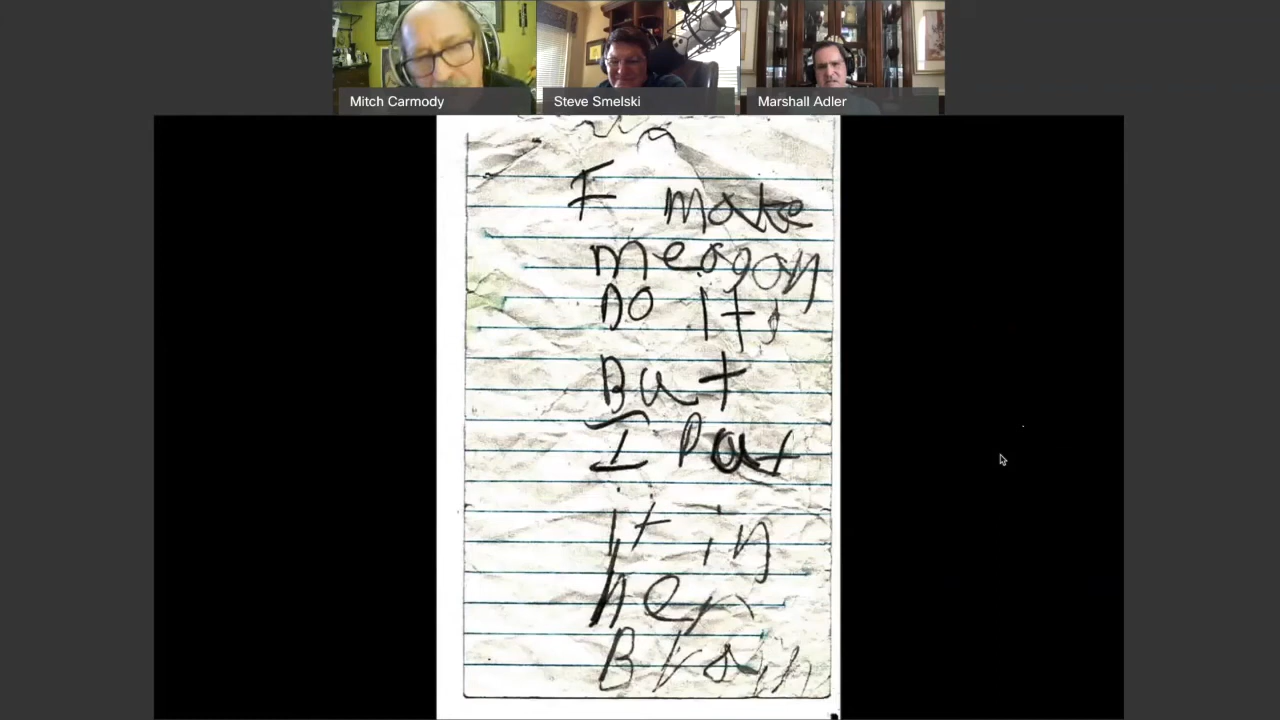 Mitch Carmody
Steve Smelski
Marshall Adler
I make
meagan
DO it,
But
I Put
it in
her
Brain